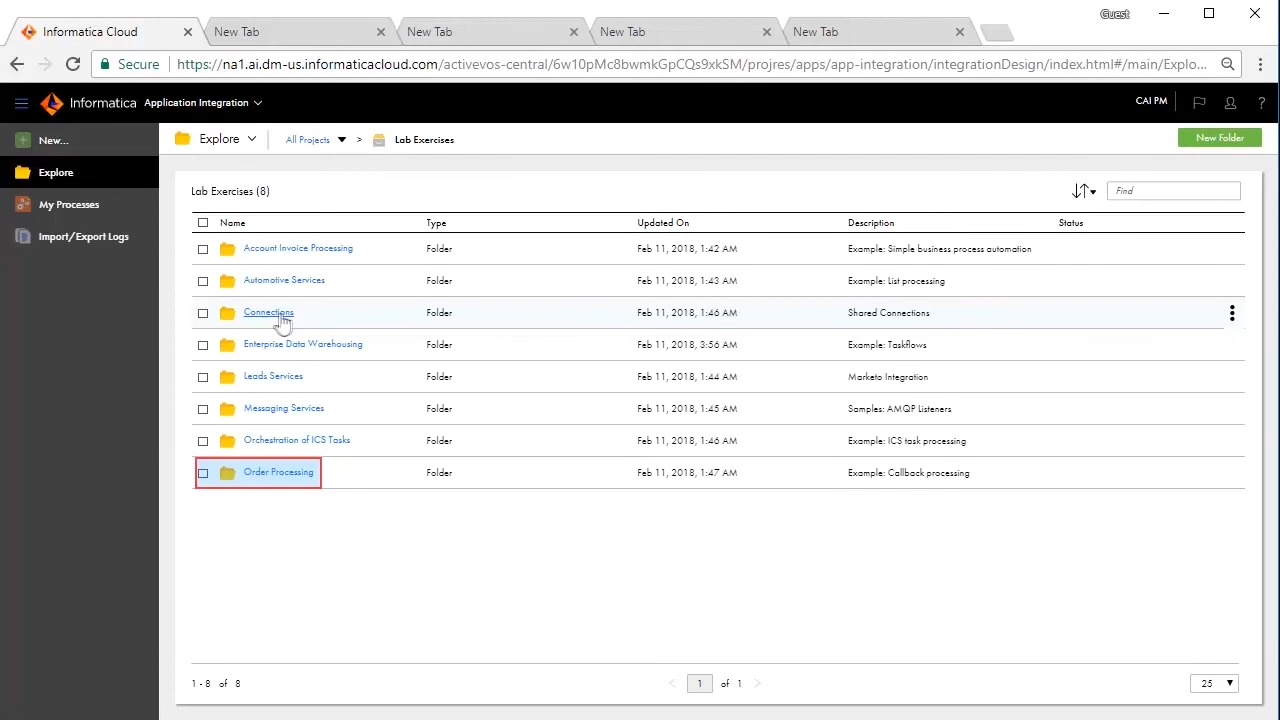 Guest
Informatica Cloud
New Tab
New Tab
New Tab
New Tab
Secure
https://na1.ai.dm-us.informaticacloud.com/activevos-central/6w10pMc8bwmkGpCQs9xkSM/projres/apps/app-integration/integrationDesign/index.html#/main/Explo...
Informatica Application Integration
CAI PM
?
New...
Explore
My Processes
Import/Export Logs
Explore
All Projects > Lab Exercises
New Folder
Lab Exercises (8)
Find
Name Type Updated On Description Status
Account Invoice Processing Folder Feb 11, 2018, 1:42 AM Example: Simple business process automation
Automotive Services Folder Feb 11, 2018, 1:43 AM Example: List processing
Connections Folder Feb 11, 2018, 1:46 AM Shared Connections
Enterprise Data Warehousing Folder Feb 11, 2018, 3:56 AM Example: Taskflows
Leads Services Folder Feb 11, 2018, 1:44 AM Marketo Integration
Messaging Services Folder Feb 11, 2018, 1:45 AM Samples: AMQP Listeners
Orchestration of ICS Tasks Folder Feb 11, 2018, 1:46 AM Example: ICS task processing
Order Processing Folder Feb 11, 2018, 1:47 AM Example: Callback processing
1 - 8 of 8
< 1 of 1 >
25